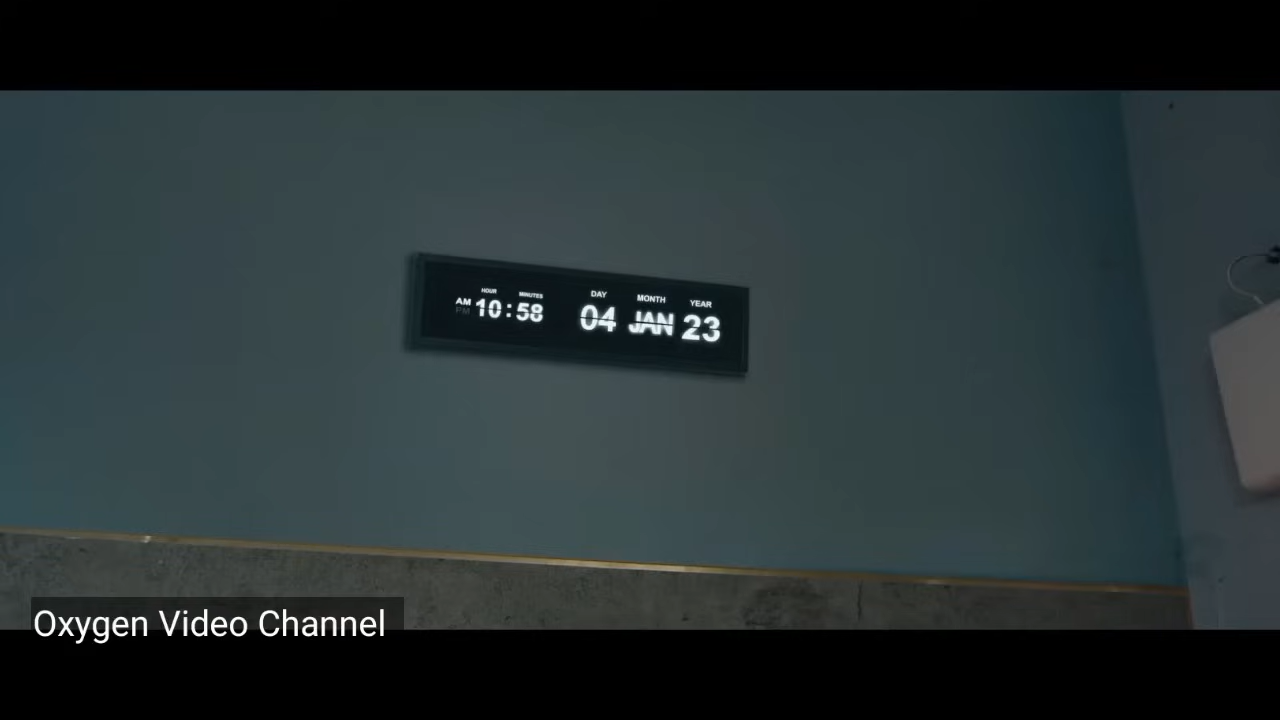 HOUR MINUTES DAY MONTH YEAR
AM 10:58 04 JAN 23
PM
Oxygen Video Channel